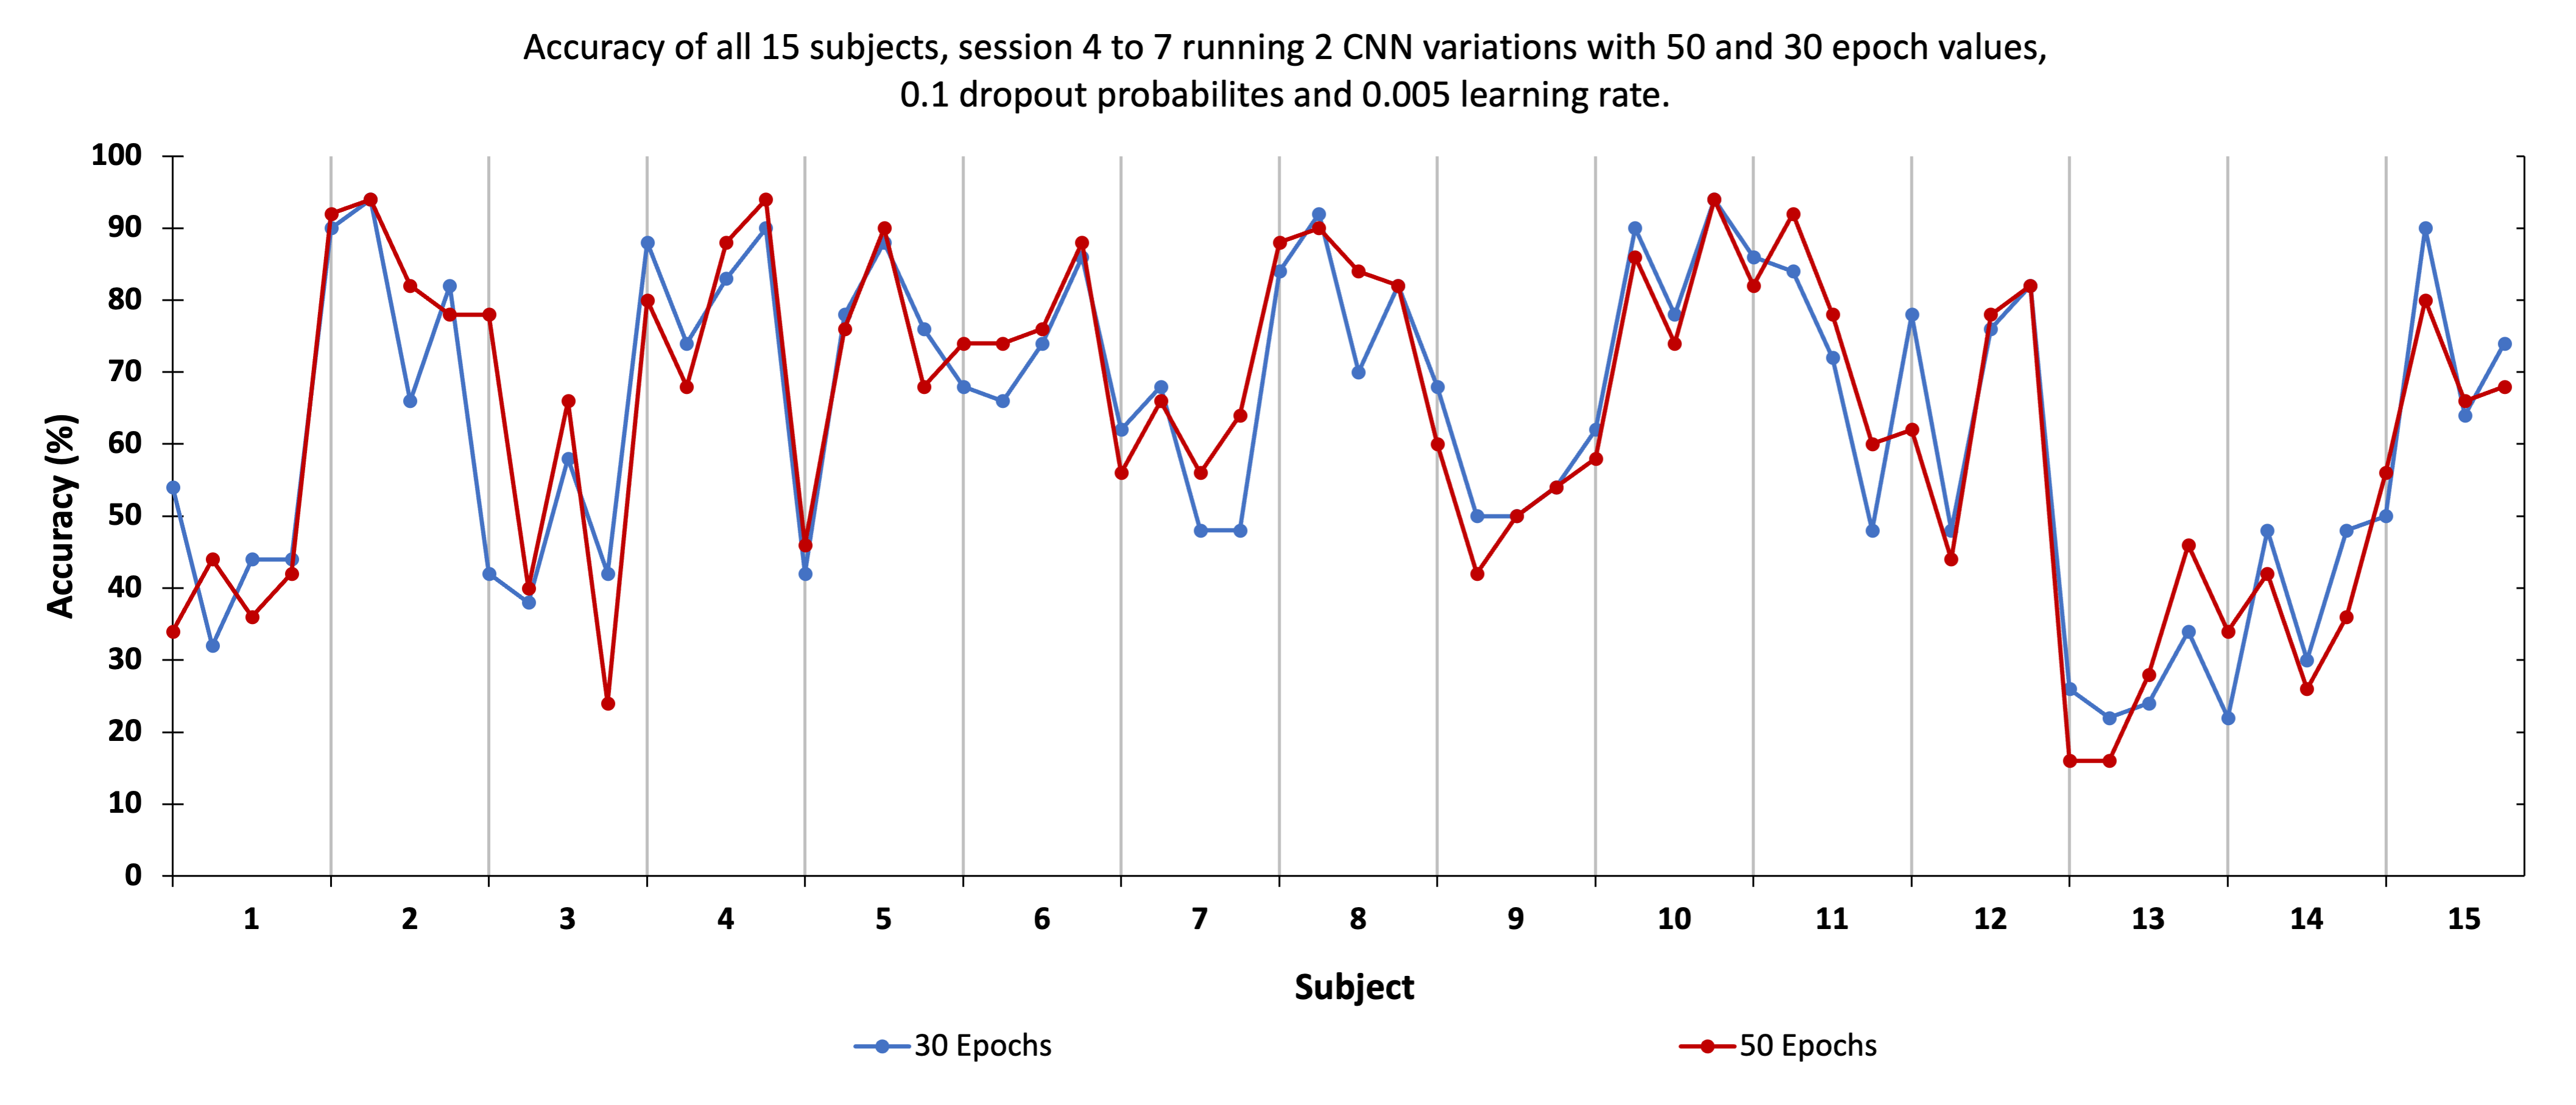 Accuracy of all 15 subjects, session 4 to 7 running 2 CNN variations with 50 and 30 epoch values,
0.1 dropout probabilites and 0.005 learning rate.
100
90
80
70
60
50
40
30
20
10
0
Accuracy (%)
1 2 3 4 5 6 7 8 9 10 11 12 13 14 15
Subject
30 Epochs 50 Epochs